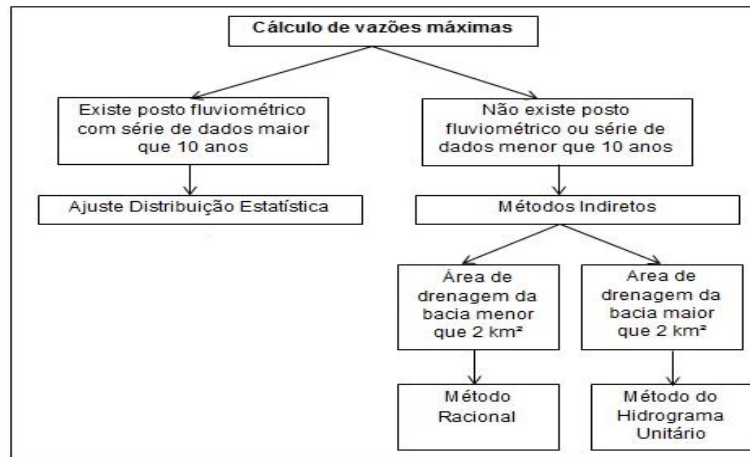 Cálculo de vazões máximas
Existe posto fluviométrico
com série de dados maior
que 10 anos
Não existe posto
fluviométrico ou série de
dados menor que 10 anos
Ajuste Distribuição Estatística
Métodos Indiretos
Área de
drenagem da
bacia menor
que 2 km²
Area de
drenagem da
bacia maior
que 2 km²
Método
Racional
Método do
Hidrograma
Unitário